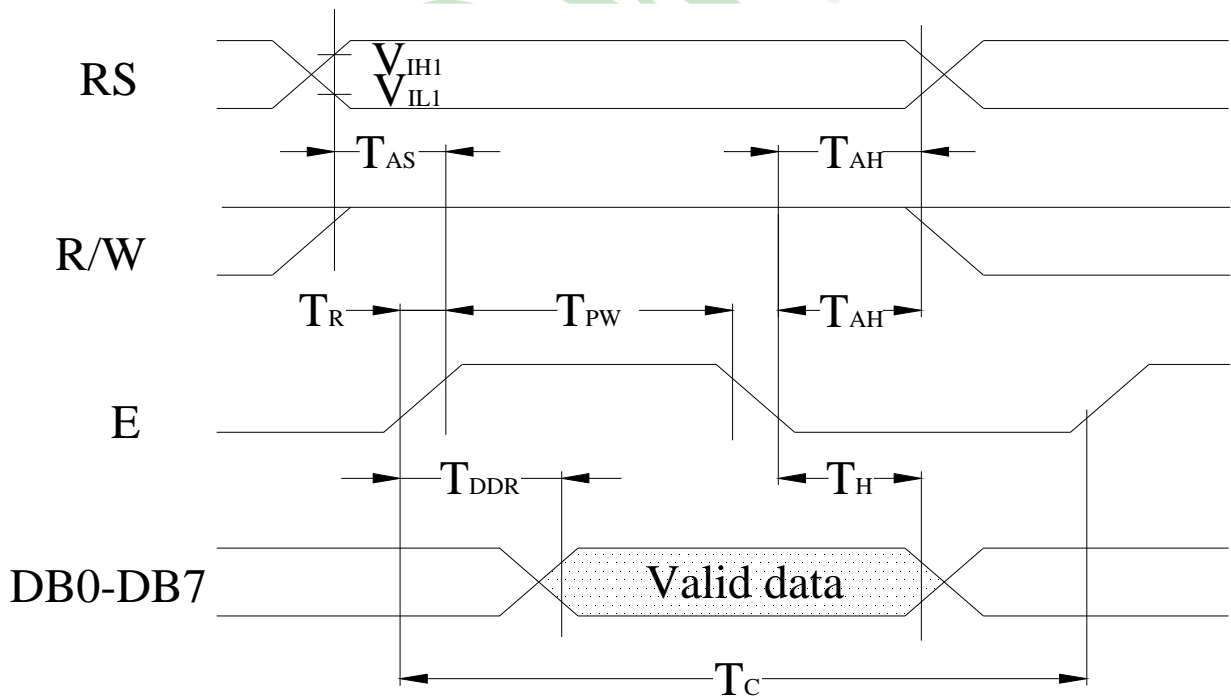 RS
VIH1
VIL1
TAS
TAH
R/W
TR
TPW
TAH
E
TDDR
TH
DB0-DB7
Valid data
TC